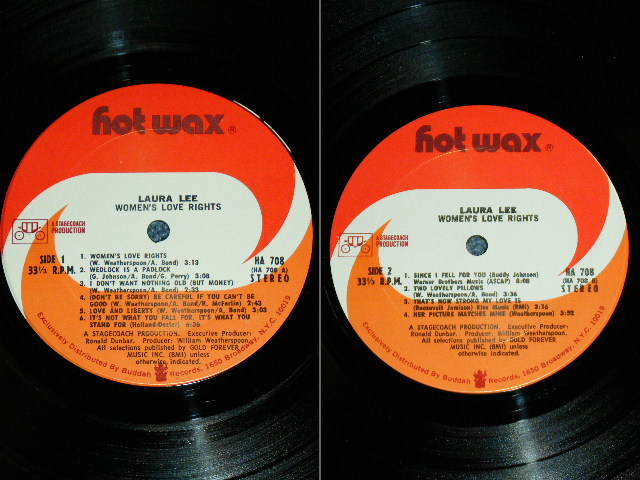 hot wax®
LAURA LEE
WOMEN'S LOVE RIGHTS
A STAGECOACH
PRODUCTION
SIDE 1
33⅓ R.P.M.
HA 708
(HA 708 A)
STEREO
1. WOMEN'S LOVE RIGHTS
(W. Weatherspoon/A. Bond) 3:13
2. WEDLOCK IS A PADLOCK
(G. Johnson/A. Bond/G. Perry) 3:08
3. I DON'T WANT NOTHING OLD (BUT MONEY)
(W. Weatherspoon/A. Bond) 2:33
4. (DON'T BE SORRY) BE CAREFUL IF YOU CAN'T BE
GOOD (W. Weatherspoon/A. Bond/R. McFerlin) 2:43
5. LOVE AND LIBERTY (W. Weatherspoon/A. Bond) 3:03
6. IT'S NOT WHAT YOU FALL FOR, IT'S WHAT YOU
STAND FOR (Holland-Dozier) 4:36
A STAGECOACH PRODUCTION. Executive Producer:
Ronald Dunbar. Producer: William Weatherspoon.
All selections published by GOLD FOREVER
MUSIC INC. (BMI) unless
otherwise indicated.
Exclusively Distributed By Buddah Records, 1650 Broadway, N.Y.C. 10019
hot wax®
LAURA LEE
WOMEN'S LOVE RIGHTS
A STAGECOACH
PRODUCTION
SIDE 2
33⅓ R.P.M.
HA 708
(HA 708 B)
STEREO
1. SINCE I FELL FOR YOU (Buddy Johnson)
Warner Brothers Music (ASCAP) 8:08
2. TWO LOVELY PILLOWS
(W. Weatherspoon/A. Bond) 3:36
3. THAT'S HOW STRONG MY LOVE IS
(Roosevelt Jamison) Rise Music (BMI) 3:36
4. HER PICTURE MATCHES MINE (Weatherspoon) 3:52
A STAGECOACH PRODUCTION. Executive Producer:
Ronald Dunbar. Producer: William Weatherspoon.
All selections published by GOLD FOREVER
MUSIC INC. (BMI) unless
otherwise indicated.
Exclusively Distributed By Buddah Records, 1650 Broadway, N.Y.C. 10019